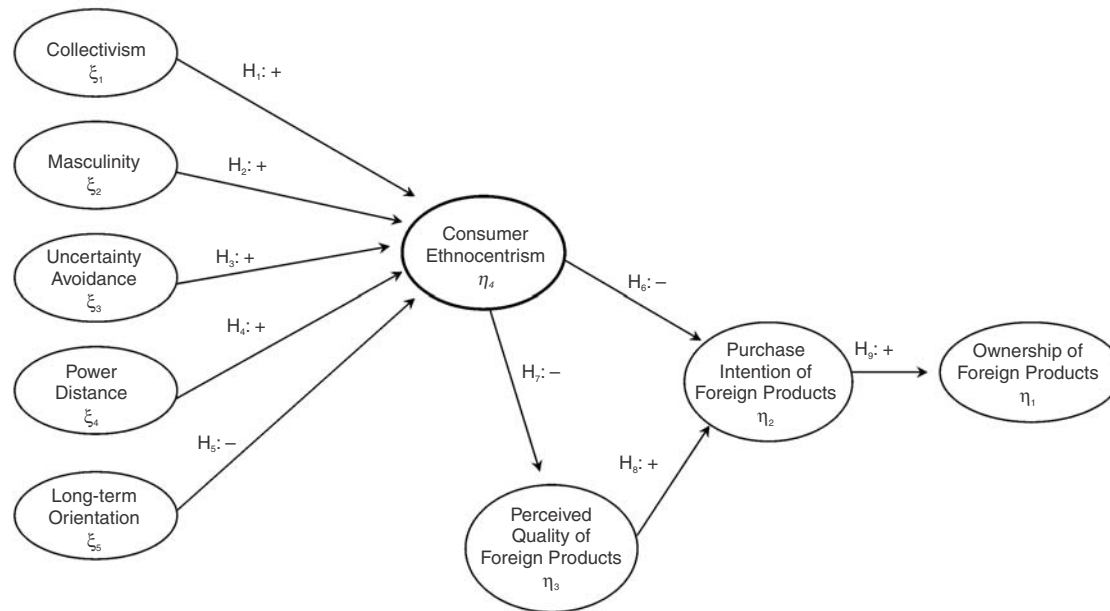 Collectivism
ξ₁
H₁: +
Masculinity
ξ₂
H₂: +
Uncertainty
Avoidance
ξ₃
H₃: +
Power
Distance
ξ₄
H₄: +
Long-term
Orientation
ξ₅
H₅: –
Consumer
Ethnocentrism
η₄
H₆: –
H₇: –
Perceived
Quality of
Foreign Products
η₃
H₈: +
Purchase
Intention of
Foreign Products
η₂
H₉: +
Ownership of
Foreign Products
η₁